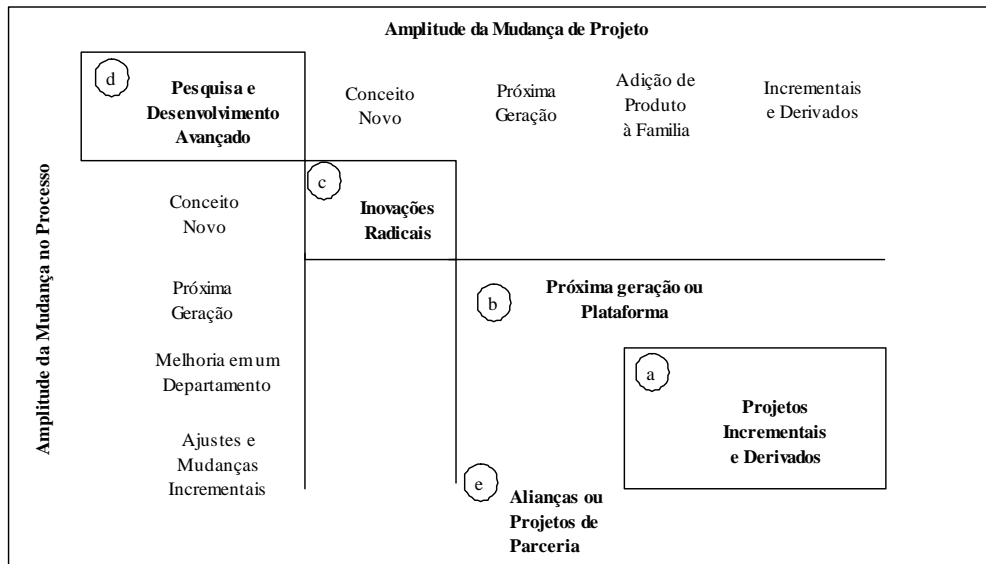 Amplitude da Mudança de Projeto
d
Pesquisa e
Desenvolvimento
Avançado
Conceito
Novo
Próxima
Geração
Adição de
Produto
à Familia
Incrementais
e Derivados
Amplitude da Mudança no Processo
Conceito
Novo
c
Inovações
Radicais
Próxima
Geração
b
Próxima geração ou
Plataforma
Melhoria em um
Departamento
a
Projetos
Incrementais
e Derivados
Ajustes e
Mudanças
Incrementais
e
Alianças ou
Projetos de
Parceria